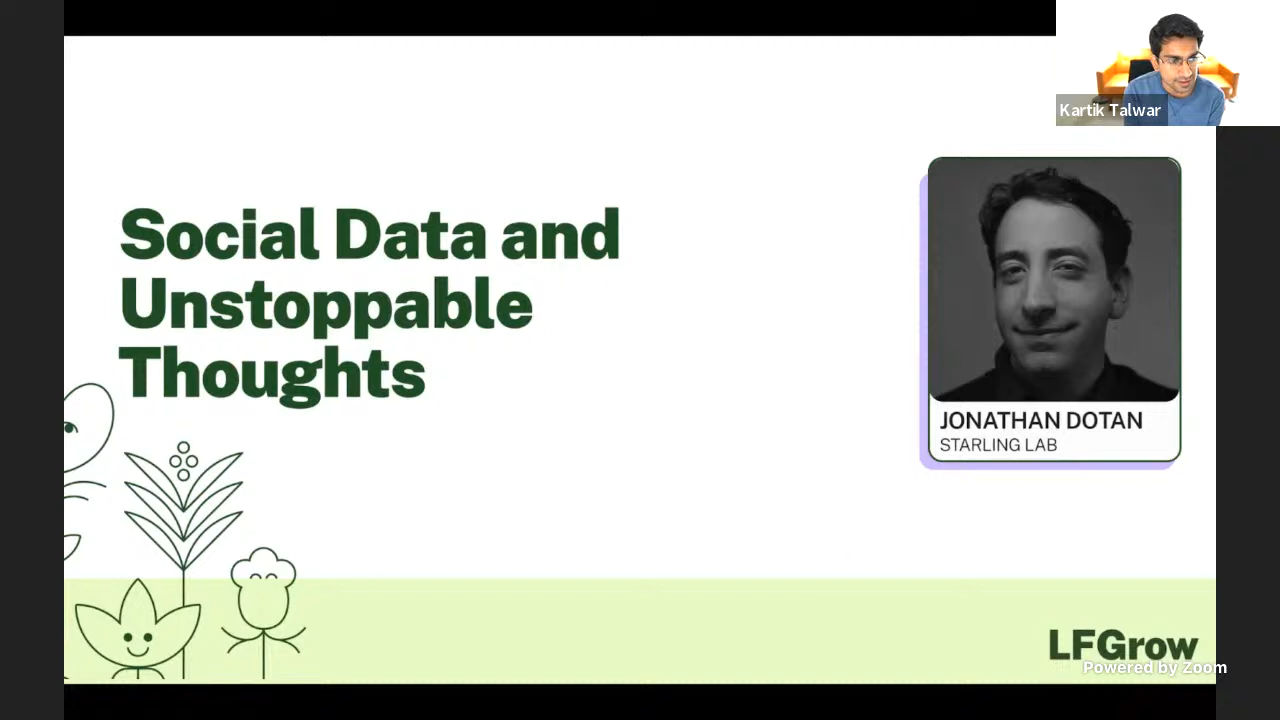 Kartik Talwar
Social Data and
Unstoppable
Thoughts
JONATHAN DOTAN
STARLING LAB
LFGrow
Powered by Zoom